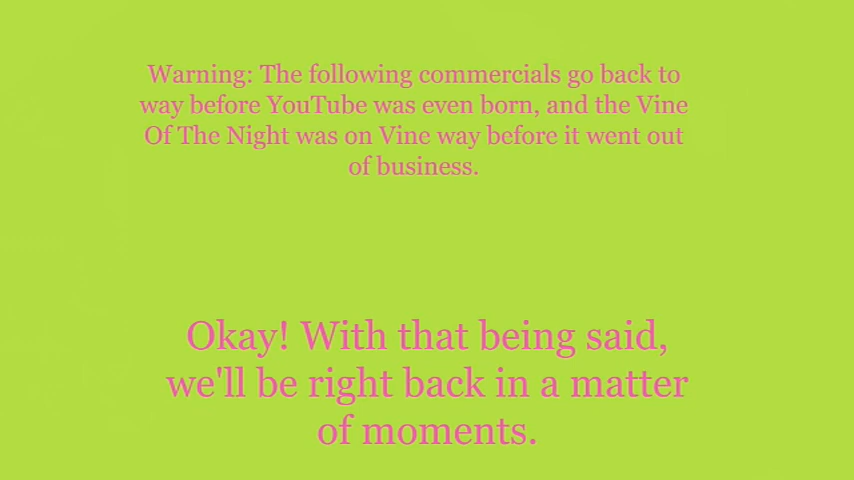 Warning: The following commercials go back to
way before YouTube was even born, and the Vine
Of The Night was on Vine way before it went out
of business.
Okay! With that being said,
we'll be right back in a matter
of moments.